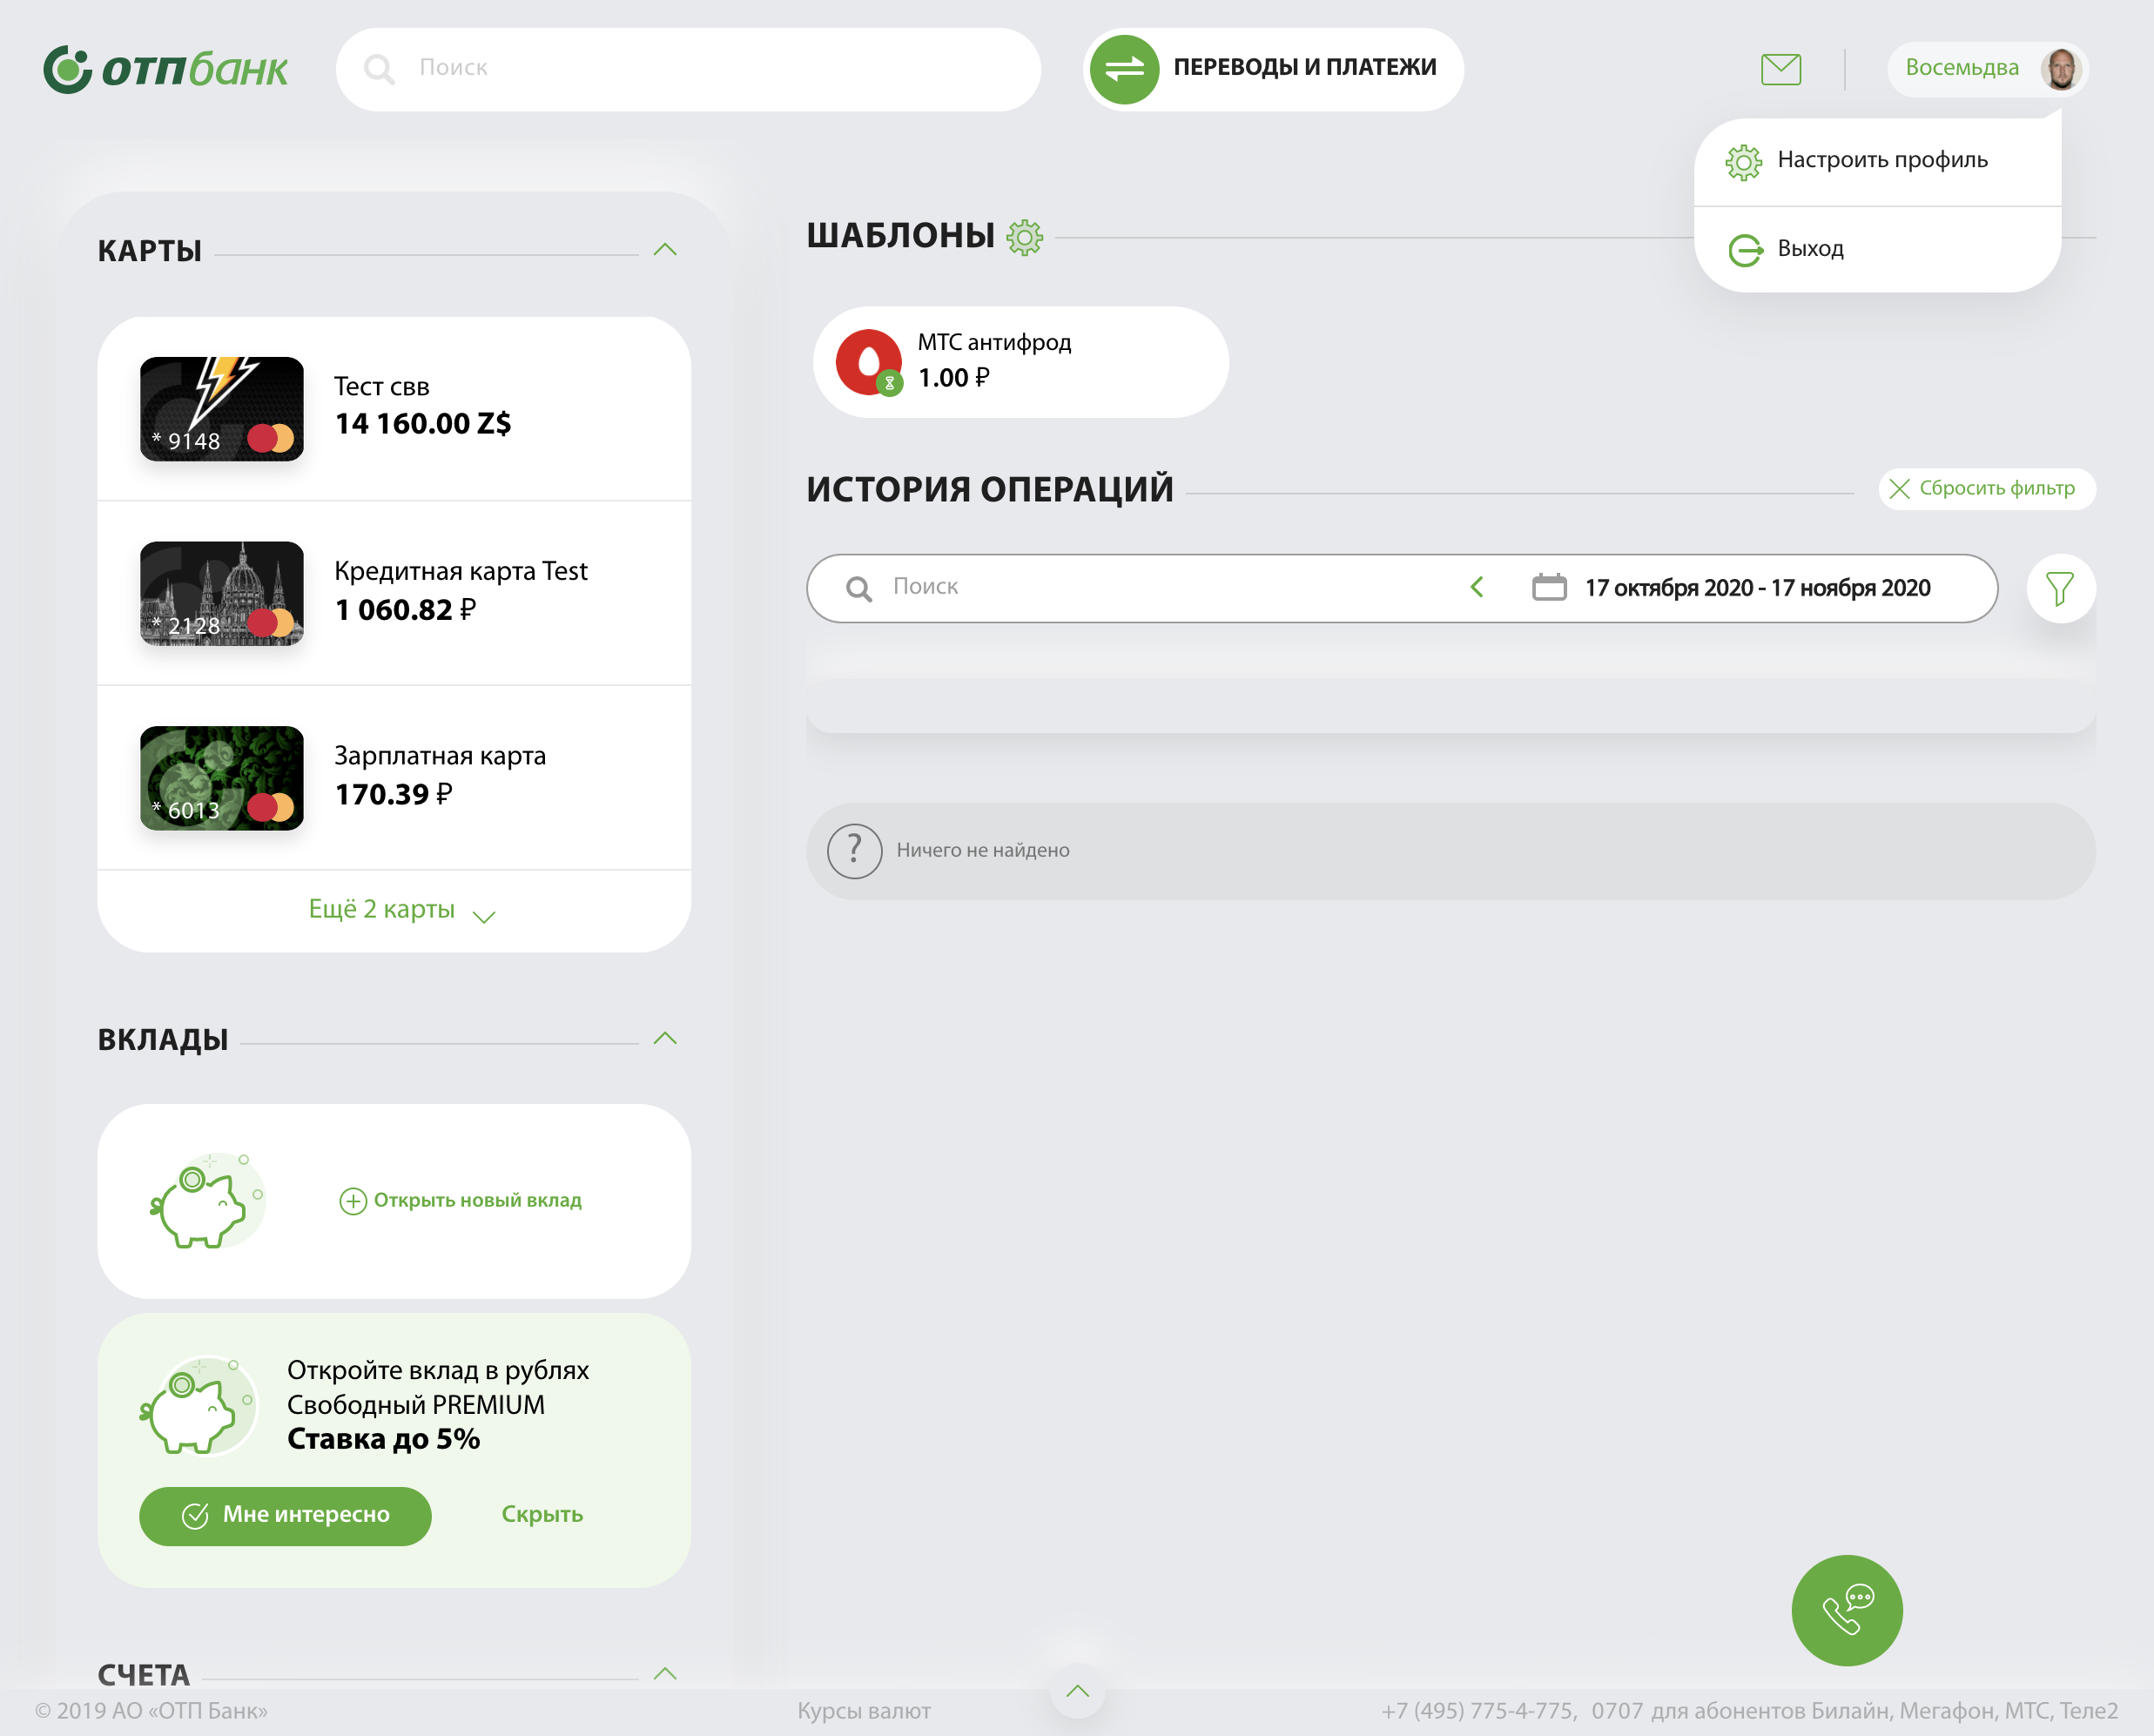 ОТПбанк
Поиск
ПЕРЕВОДЫ И ПЛАТЕЖИ
Восемьдва
Настроить профиль
Выход
КАРТЫ
* 9148
Тест свв
14 160.00 Z$
* 2128
Кредитная карта Test
1 060.82 ₽
* 6013
Зарплатная карта
170.39 ₽
Ещё 2 карты
ВКЛАДЫ
Открыть новый вклад
Откройте вклад в рублях
Свободный PREMIUM
Ставка до 5%
Мне интересно
Скрыть
СЧЕТА
ШАБЛОНЫ
МТС антифрод
1.00 ₽
ИСТОРИЯ ОПЕРАЦИЙ
Сбросить фильтр
Поиск
17 октября 2020 - 17 ноября 2020
?
Ничего не найдено
© 2019 АО «ОТП Банк»
Курсы валют
+7 (495) 775-4-775, 0707 для абонентов Билайн, Мегафон, МТС, Теле2